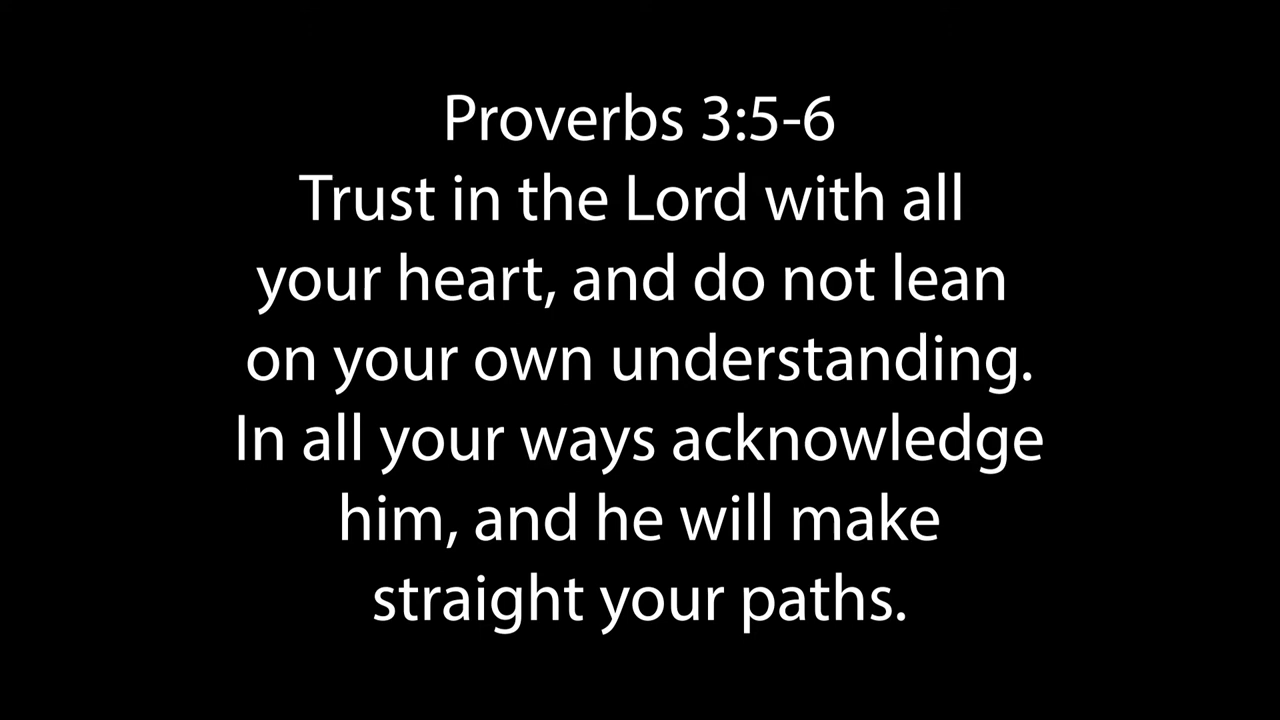 Proverbs 3:5-6
Trust in the Lord with all
your heart, and do not lean
on your own understanding.
In all your ways acknowledge
him, and he will make
straight your paths.